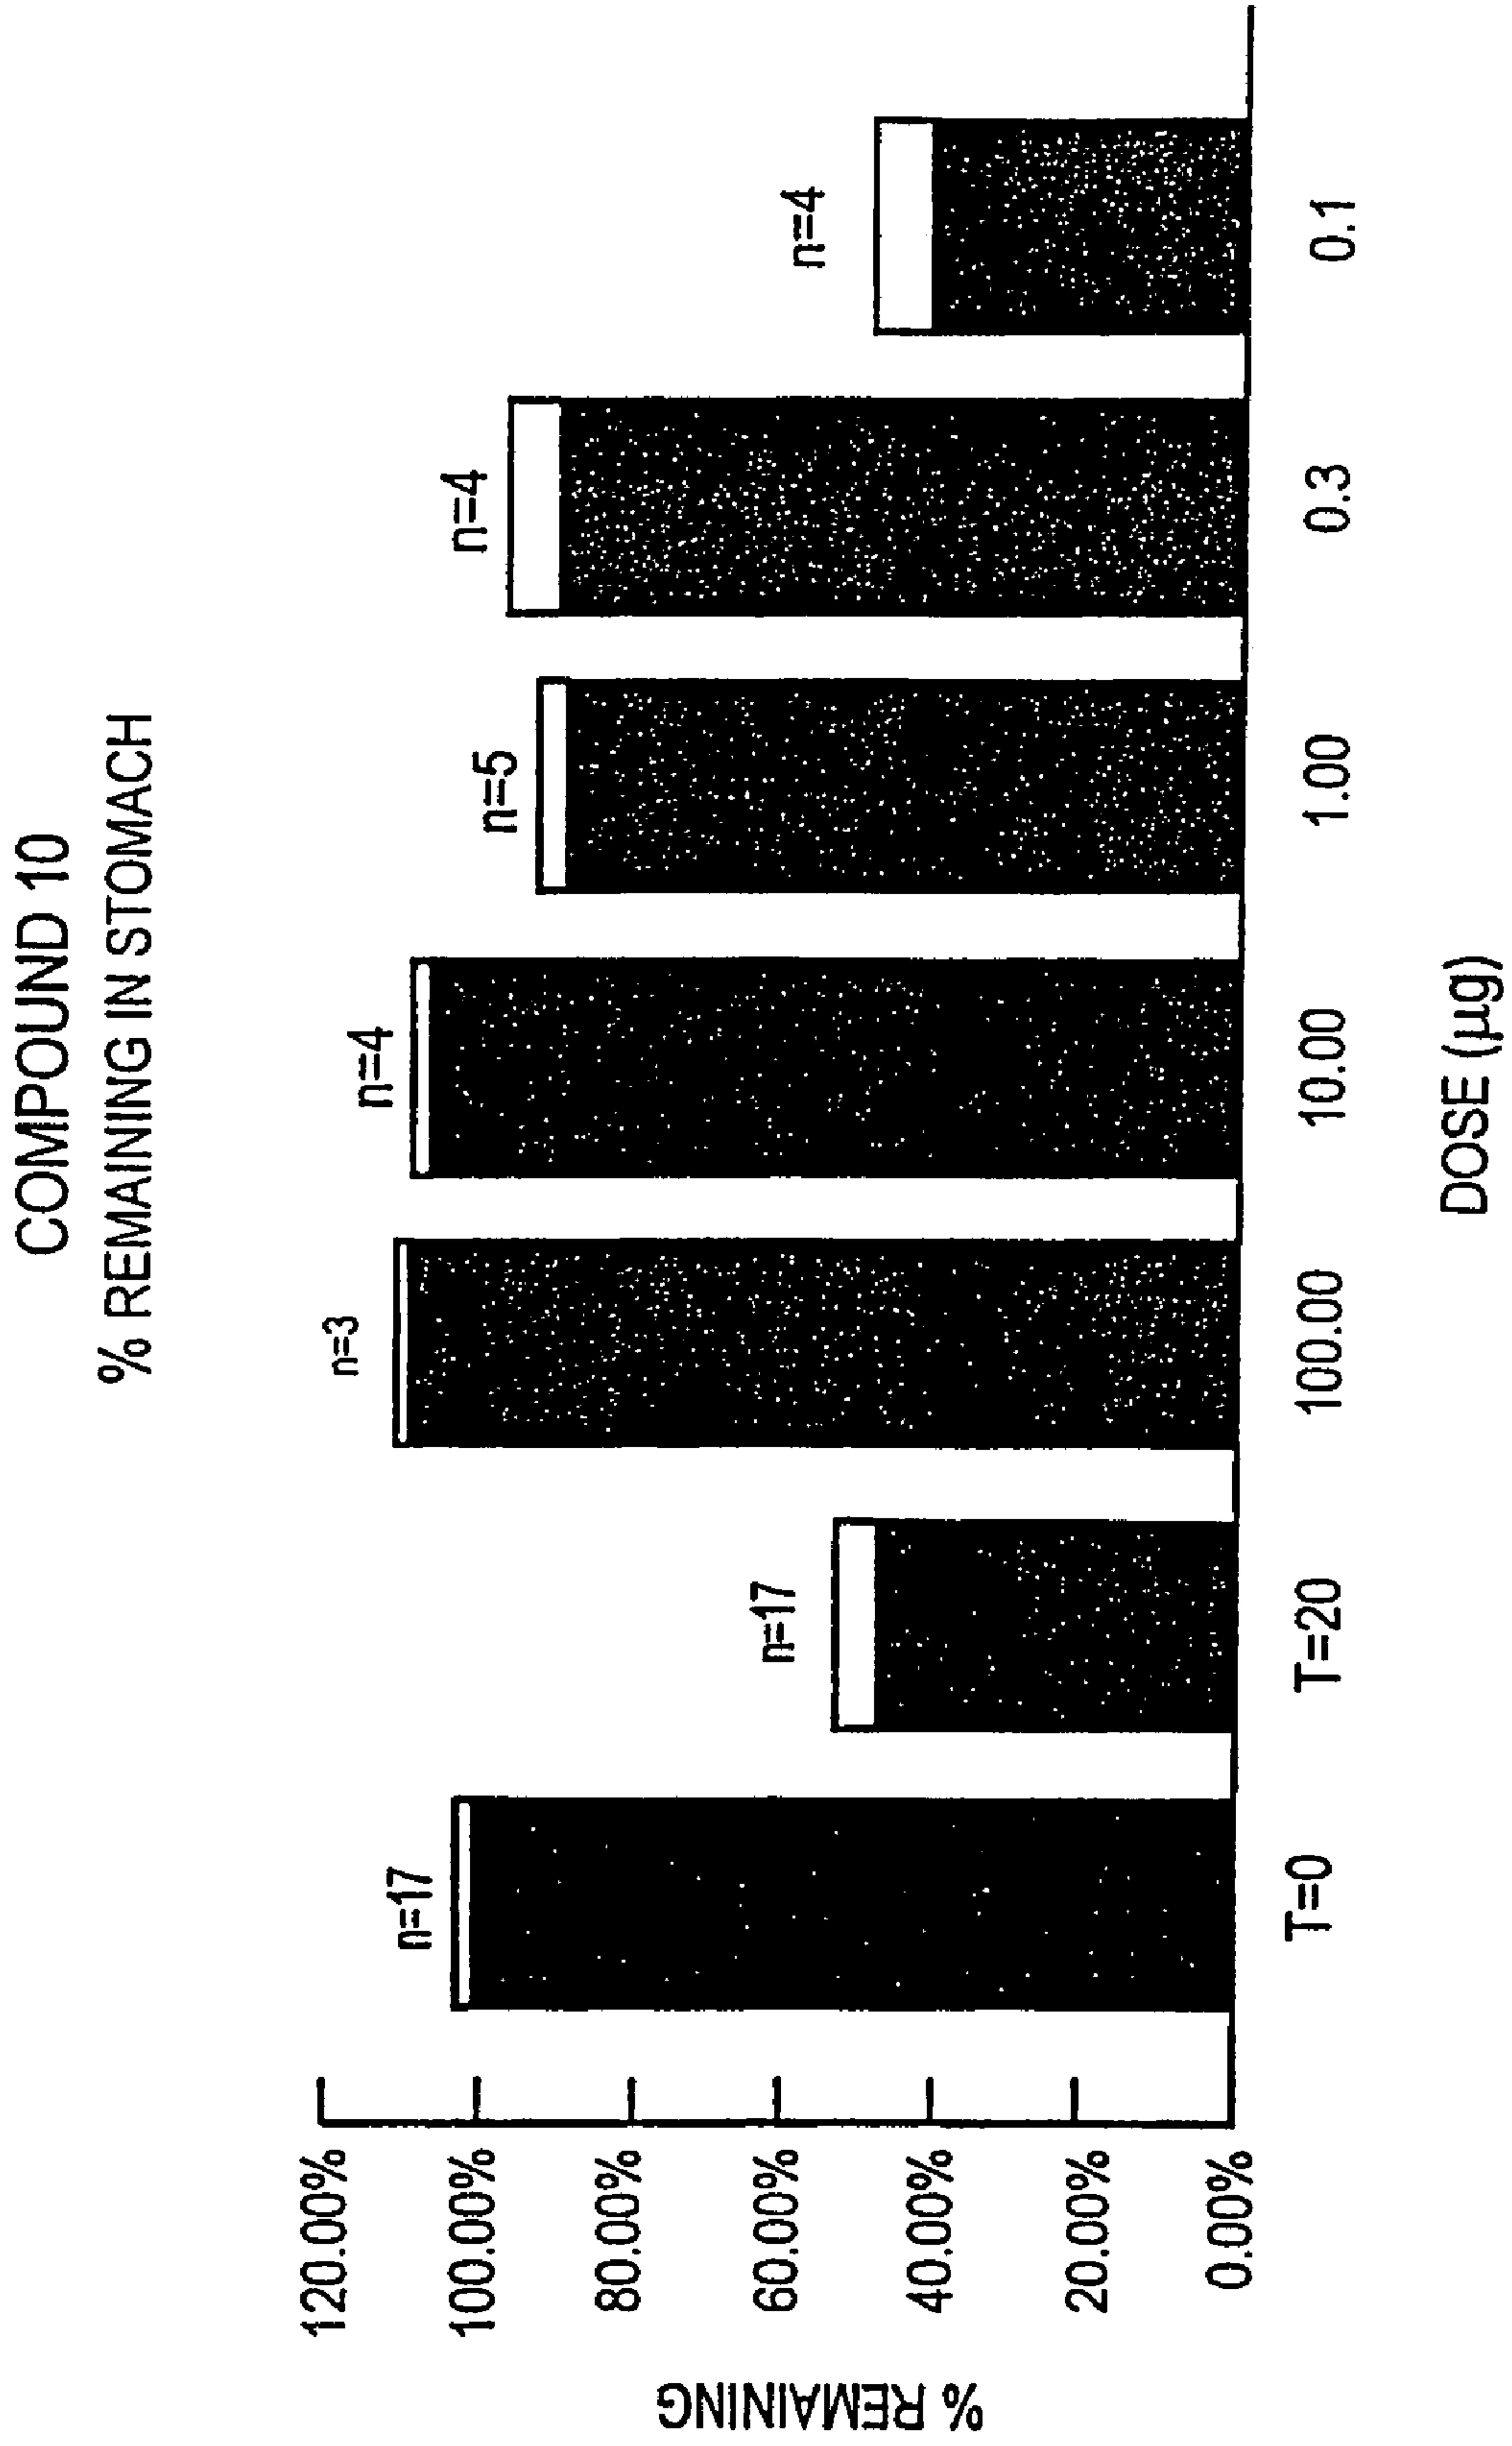 COMPOUND 10
% REMAINING IN STOMACH
% REMAINING
120.00%
100.00%
80.00%
60.00%
40.00%
20.00%
0.00%
n=17
n=17
n=3
n=4
n=5
n=4
n=4
T=0
T=20
100.00
10.00
1.00
0.3
0.1
DOSE (µg)